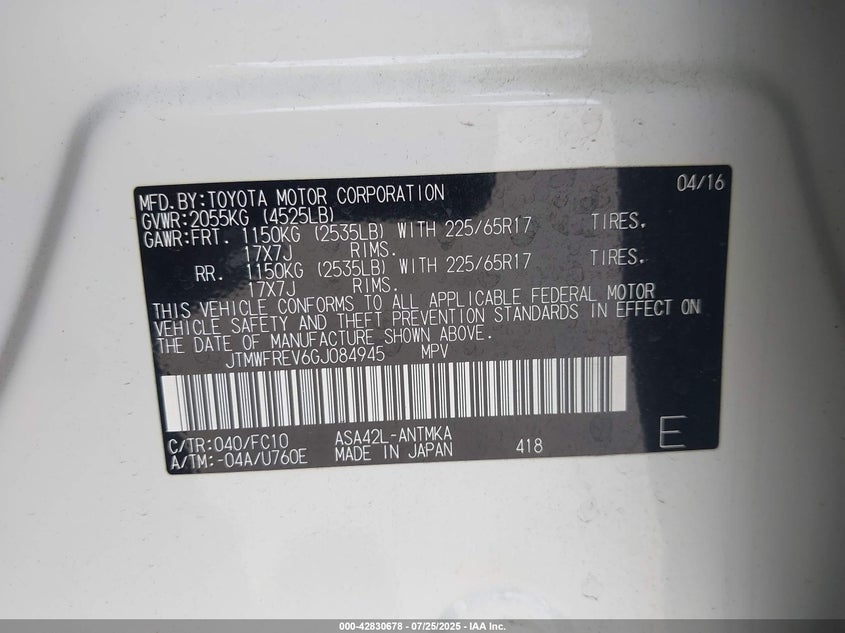 MFD.BY:TOYOTA MOTOR CORPORATION 04/16
GVWR:2055KG (4525LB)
GAWR:FRT. 1150KG (2535LB) WITH 225/65R17 TIRES.
17X7J RIMS.
RR. 1150KG (2535LB) WITH 225/65R17 TIRES.
17X7J RIMS.
THIS VEHICLE CONFORMS TO ALL APPLICABLE FEDERAL MOTOR
VEHICLE SAFETY AND THEFT PREVENTION STANDARDS IN EFFECT ON
THE DATE OF MANUFACTURE SHOWN ABOVE.
JTMWFREV6GJ084945 MPV
C/TR:040/FC10 ASA42L-ANTMKA 418 E
A/TM:-04A/U760E MADE IN JAPAN
000-42830678 - 07/25/2025 - IAA Inc.